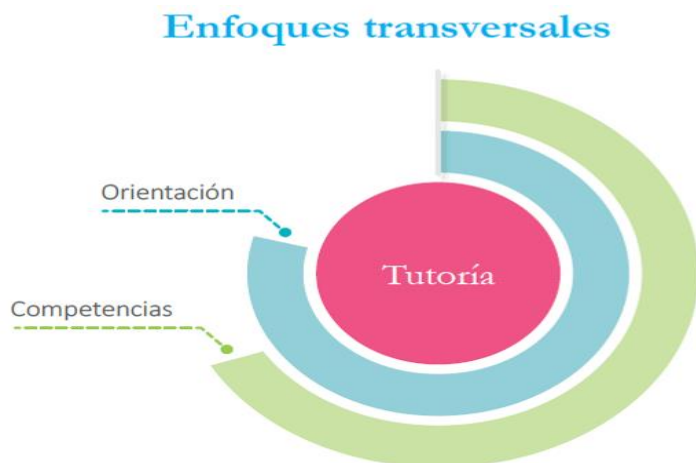 Enfoques transversales
Orientación
Tutoría
Competencias